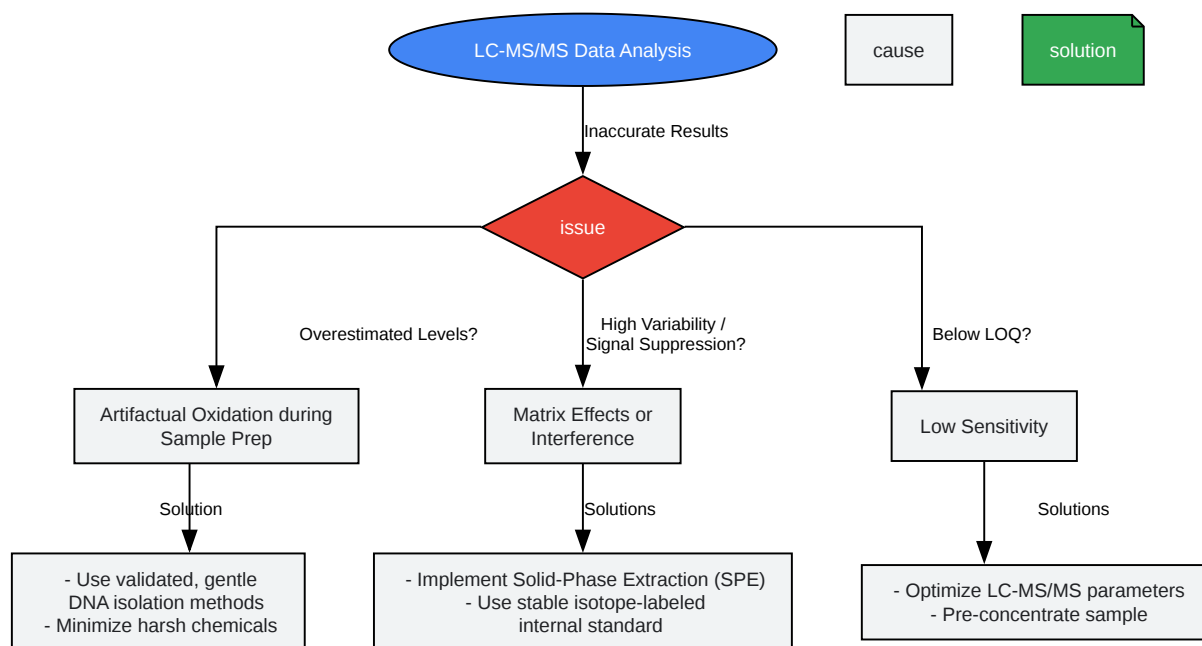 LC-MS/MS Data Analysis
cause
solution
Inaccurate Results
issue
Overestimated Levels?
High Variability /
Signal Suppression?
Below LOQ?
Artifactual Oxidation during
Sample Prep
Matrix Effects or
Interference
Low Sensitivity
Solution
Solutions
Solutions
- Use validated, gentle
DNA isolation methods
- Minimize harsh chemicals
- Implement Solid-Phase Extraction (SPE)
- Use stable isotope-labeled
internal standard
- Optimize LC-MS/MS parameters
- Pre-concentrate sample